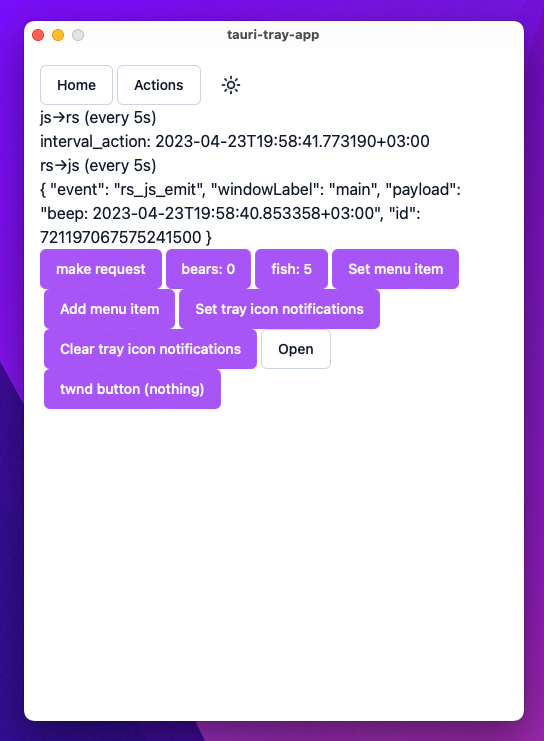 tauri-tray-app
Home Actions
js→rs (every 5s)
interval_action: 2023-04-23T19:58:41.773190+03:00
rs→js (every 5s)
{ "event": "rs_js_emit", "windowLabel": "main", "payload":
"beep: 2023-04-23T19:58:40.853358+03:00", "id":
721197067575241500 }
make request bears: 0 fish: 5 Set menu item
Add menu item Set tray icon notifications
Clear tray icon notifications Open
twnd button (nothing)